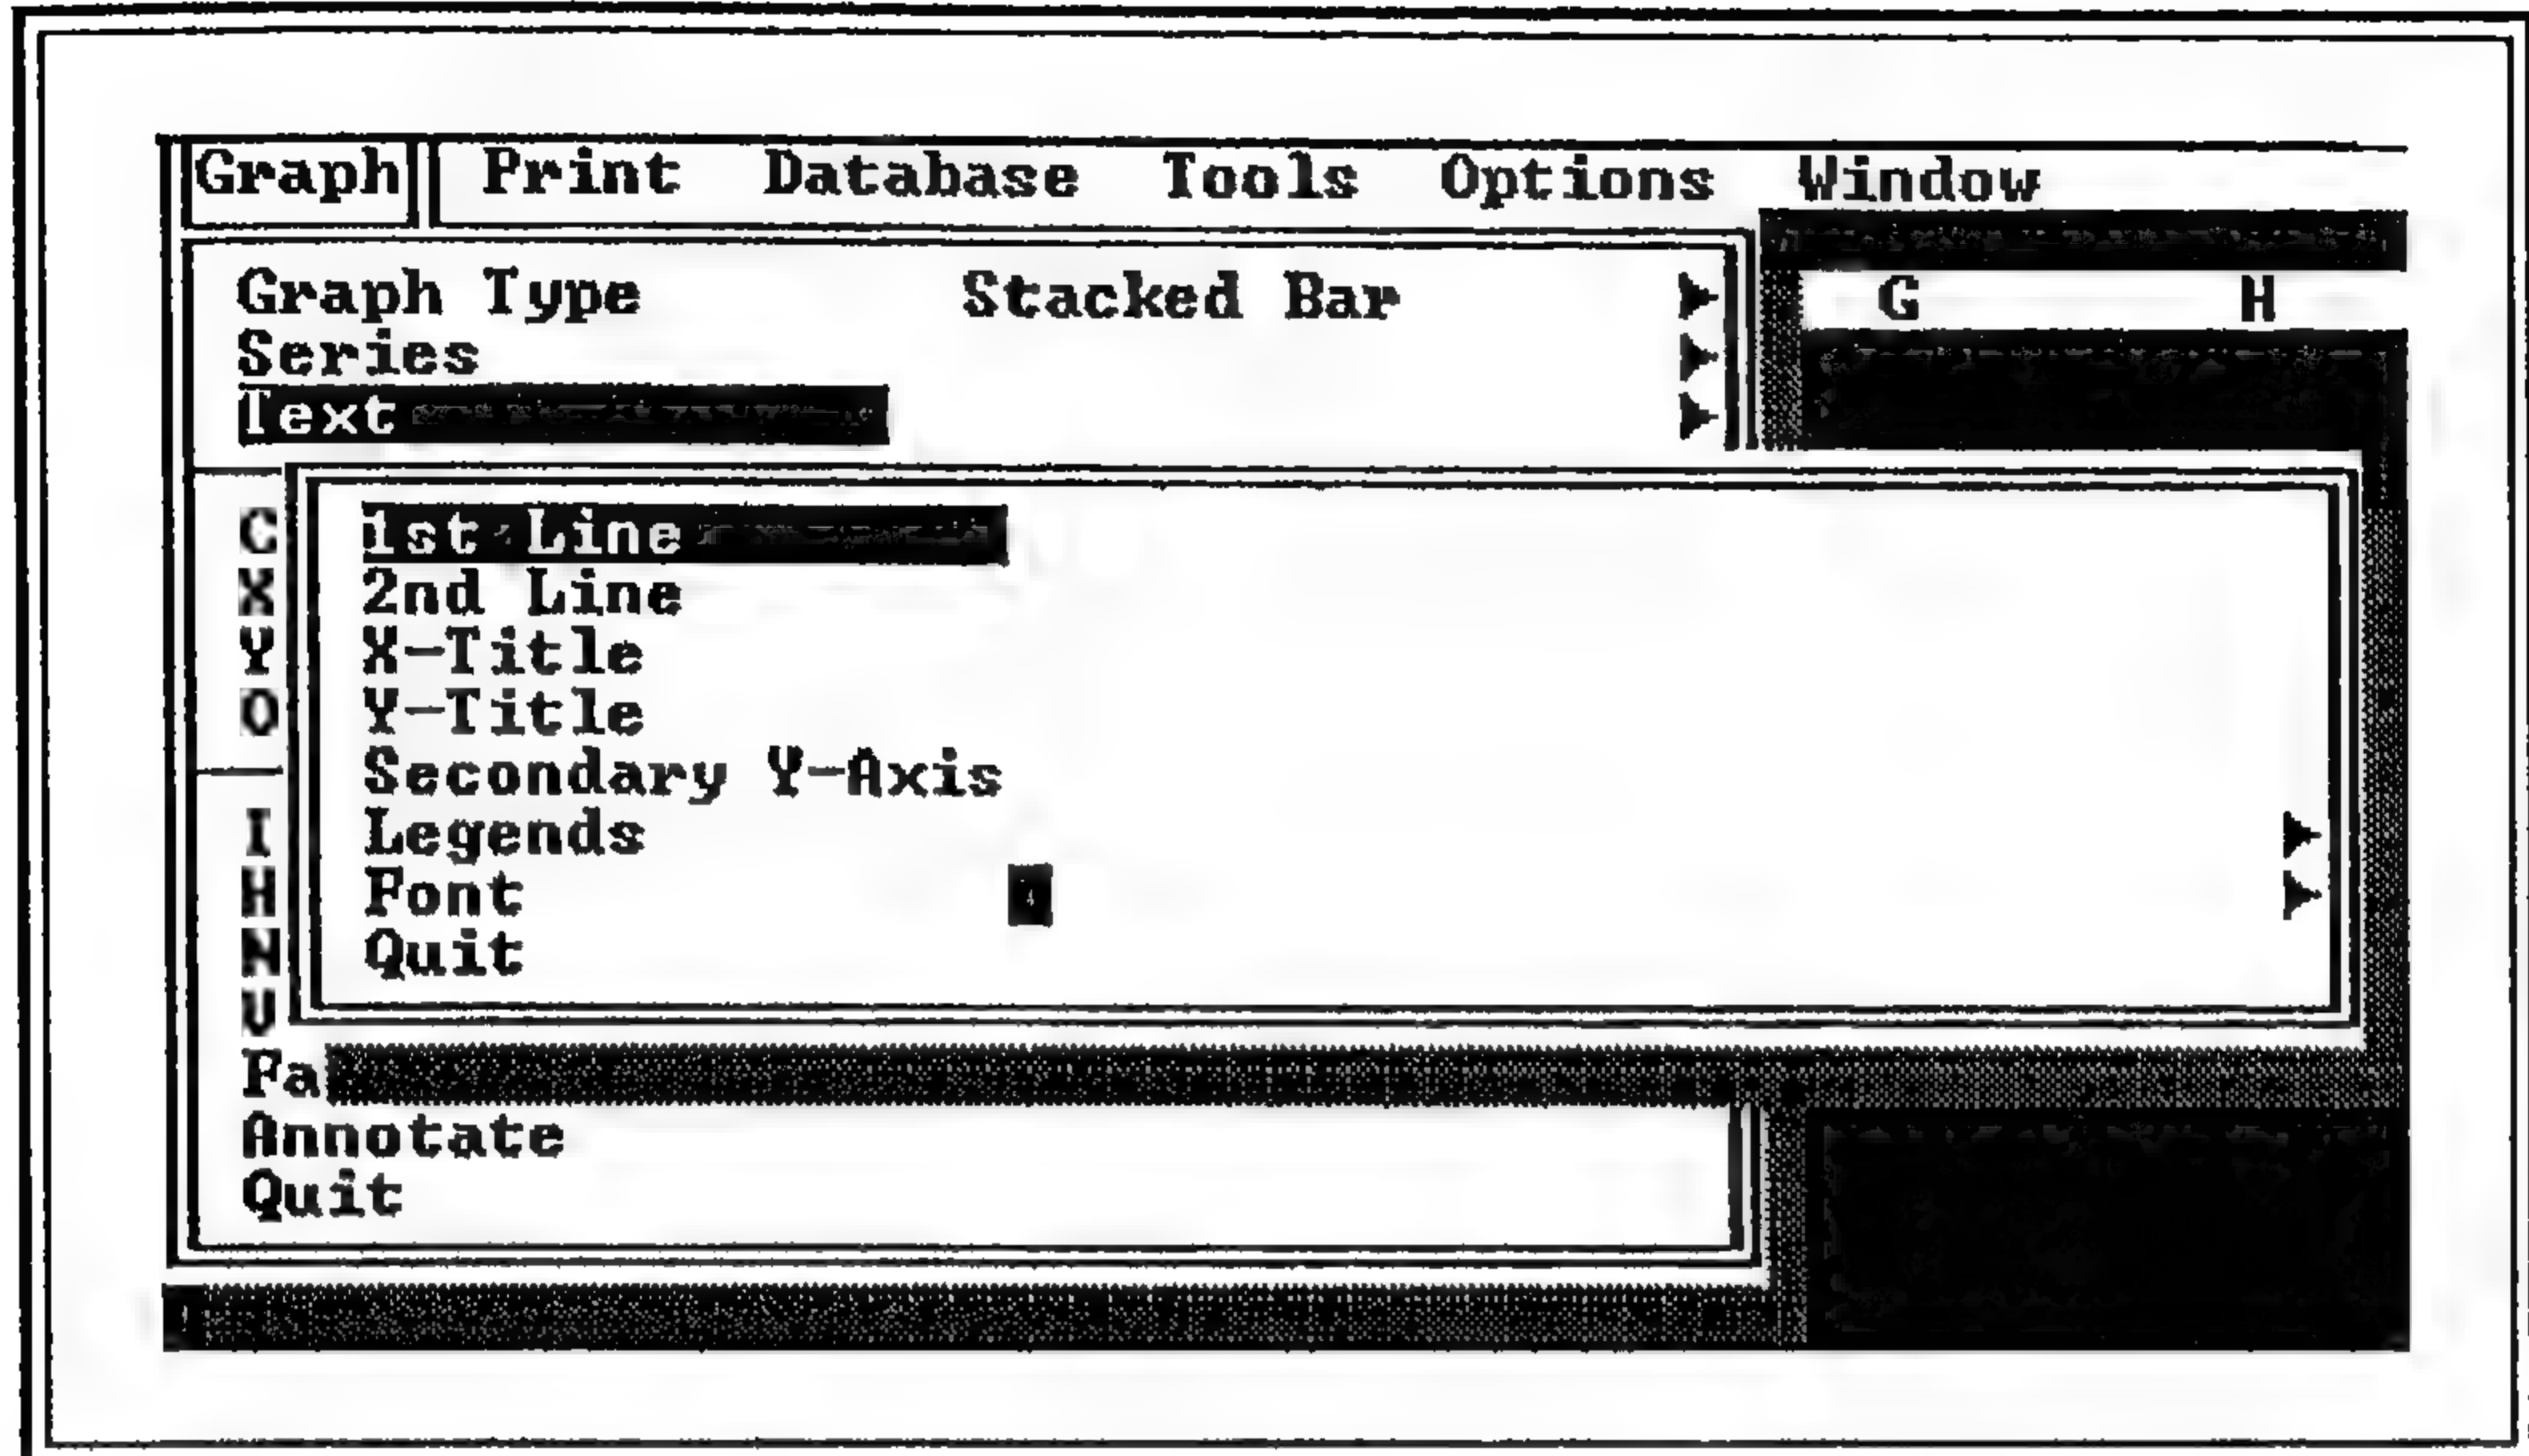 Graph Print Database Tools Options Window
Graph Type Stacked Bar G H
Series
Text
C 1st Line
X 2nd Line
Y X-Title
O Y-Title
Secondary Y-Axis
I Legends
H Font
N Quit
U
Fa
Annotate
Quit